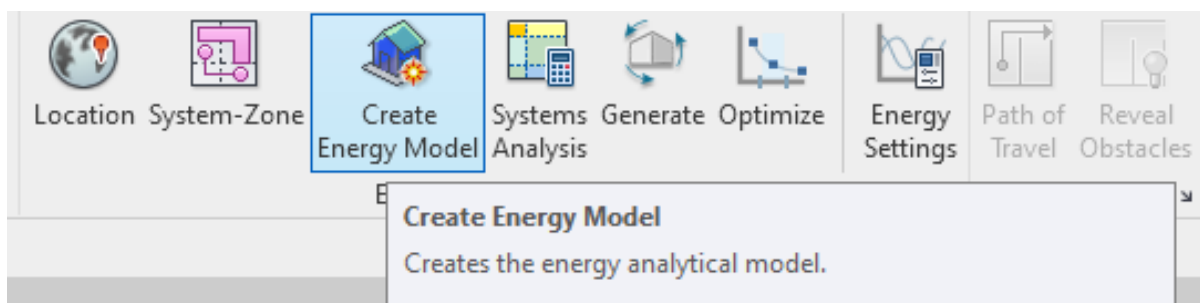 Location System-Zone Create Systems Generate Optimize Energy Path of Reveal
Energy Model Analysis Settings Travel Obstacles
Create Energy Model
Creates the energy analytical model.